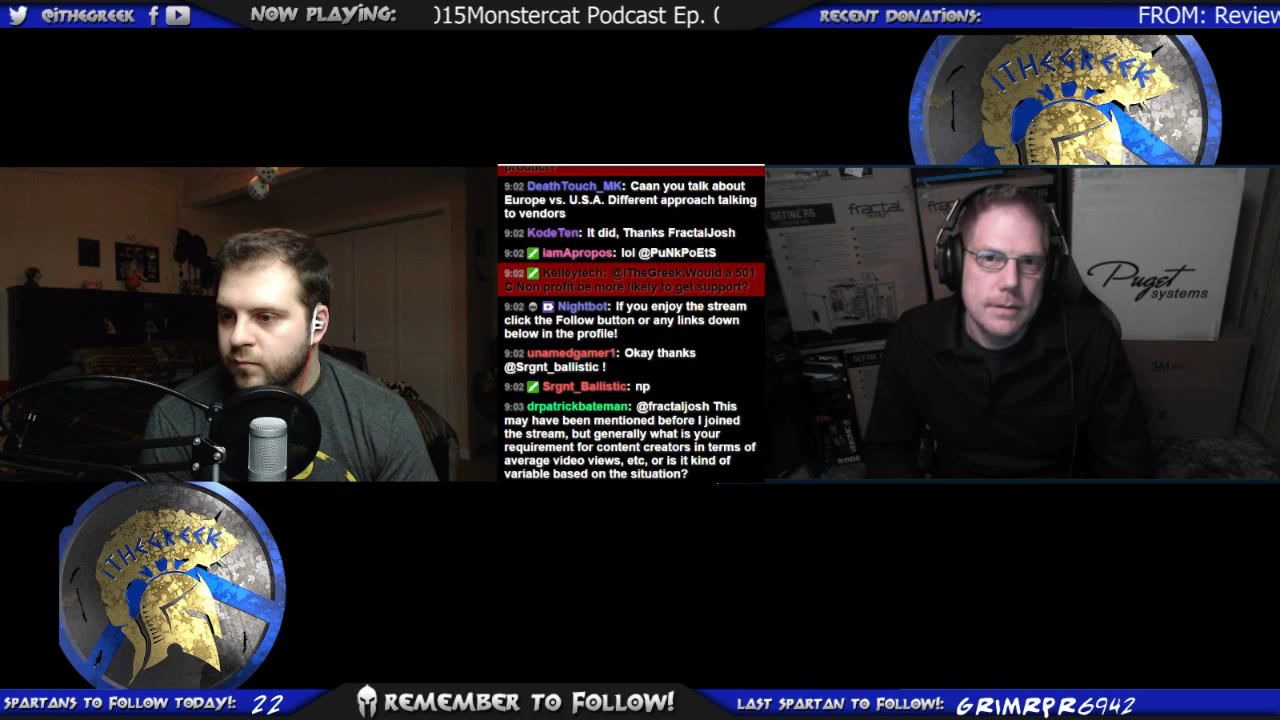 @iTHEGREEK
NOW PLAYING:
)15Monstercat Podcast Ep. (
RECENT DONATIONS:
FROM: Review
ITHEGREEK
product?
9:02 DeathTouch_MK: Caan you talk about
Europe vs. U.S.A. Different approach talking
to vendors
9:02 KodeTen: It did, Thanks FractalJosh
9:02 iamApropos: lol @PuNkPoEtS
9:02 Kelleytech: @iTheGreek,Would a 501
C Non profit be more likely to get support?
9:02 Nightbot: If you enjoy the stream
click the Follow button or any links down
below in the profile!
9:02 unamedgamer1: Okay thanks
@Srgnt_ballistic !
9:02 Srgnt_Ballistic: np
9:03 drpatrickbateman: @fractaljosh This
may have been mentioned before I joined
the stream, but generally what is your
requirement for content creators in terms of
average video views, etc, or is it kind of
variable based on the situation?
DEFINE R5
fractal
Puget
systems
DEFINE
3A1
RODE
ITHEGREEK
SPARTANS TO FOLLOW TODAY!: 22
REMEMBER TO FOLLOW!
LAST SPARTAN TO FOLLOW!: GRIMRPR6942